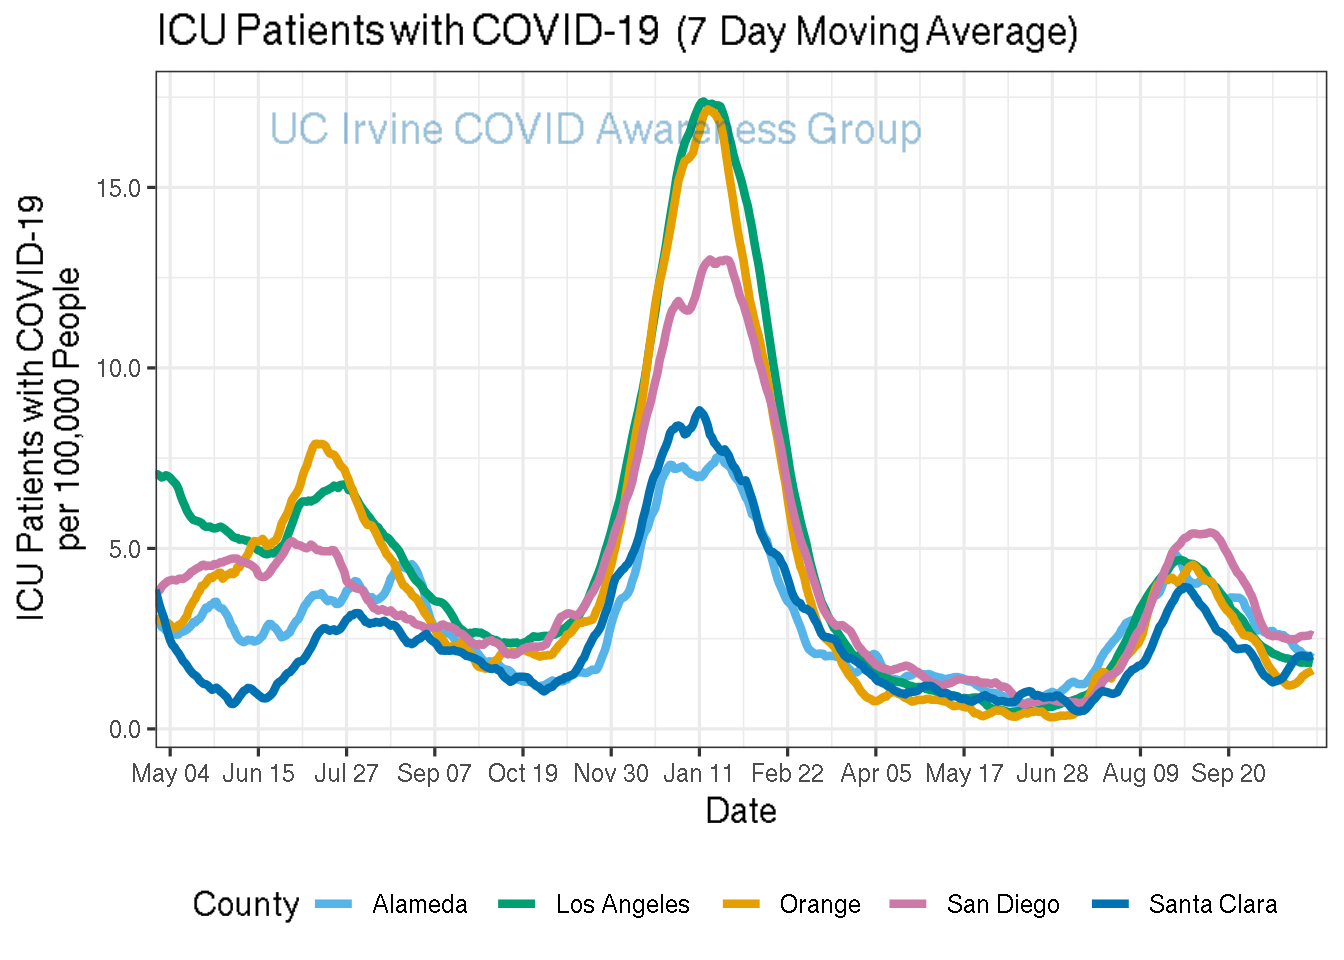 ICU Patients with COVID-19 (7 Day Moving Average)
UC Irvine COVID Awareness Group
ICU Patients with COVID-19
per 100,000 People
15.0
10.0
5.0
0.0
May 04 Jun 15 Jul 27 Sep 07 Oct 19 Nov 30 Jan 11 Feb 22 Apr 05 May 17 Jun 28 Aug 09 Sep 20
Date
County Alameda Los Angeles Orange San Diego Santa Clara